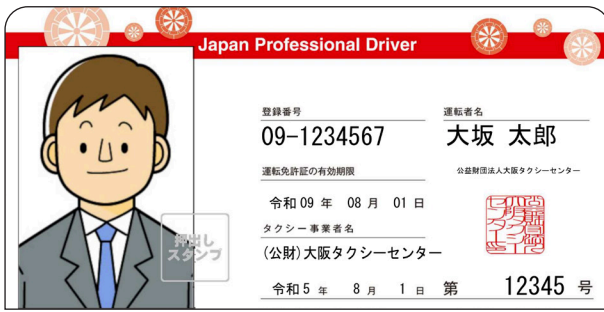 Japan Professional Driver
登録番号
運転者名
09-1234567
大坂 太郎
運転免許証の有効期限
公益財団法人大阪タクシーセンター
令和 09 年 08 月 01 日
タクシー事業者名
押出し
スタンプ
(公財)大阪タクシーセンター
令和 5 年 8 月 1 日 第 12345 号